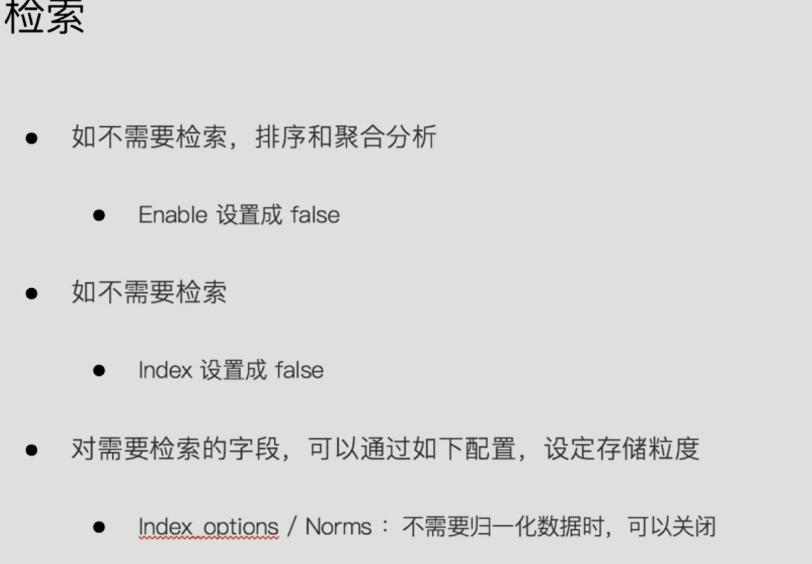 检索
如不需要检索，排序和聚合分析
Enable 设置成 false
如不需要检索
Index 设置成 false
对需要检索的字段，可以通过如下配置，设定存储粒度
Index_options / Norms ：不需要归一化数据时，可以关闭